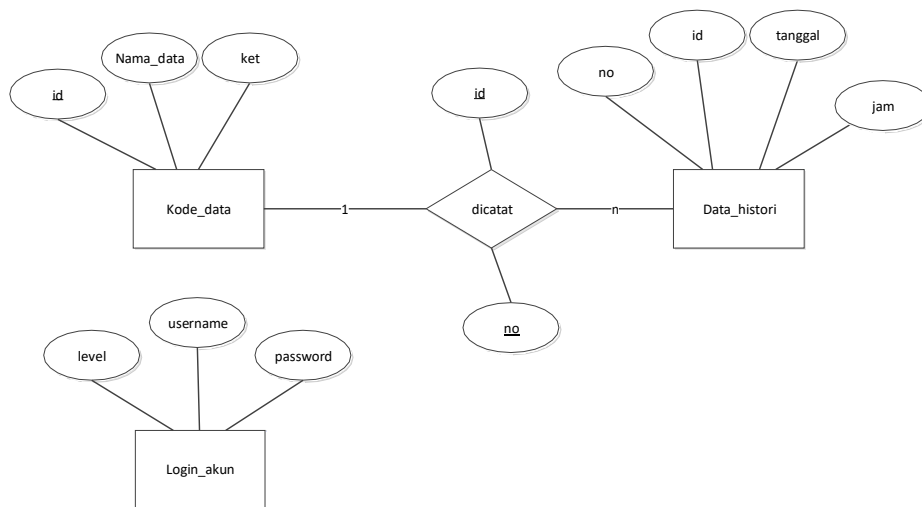 id
Nama_data
ket
id
no
id
tanggal
jam
Kode_data
1
dicatat
n
Data_histori
no
level
username
password
Login_akun